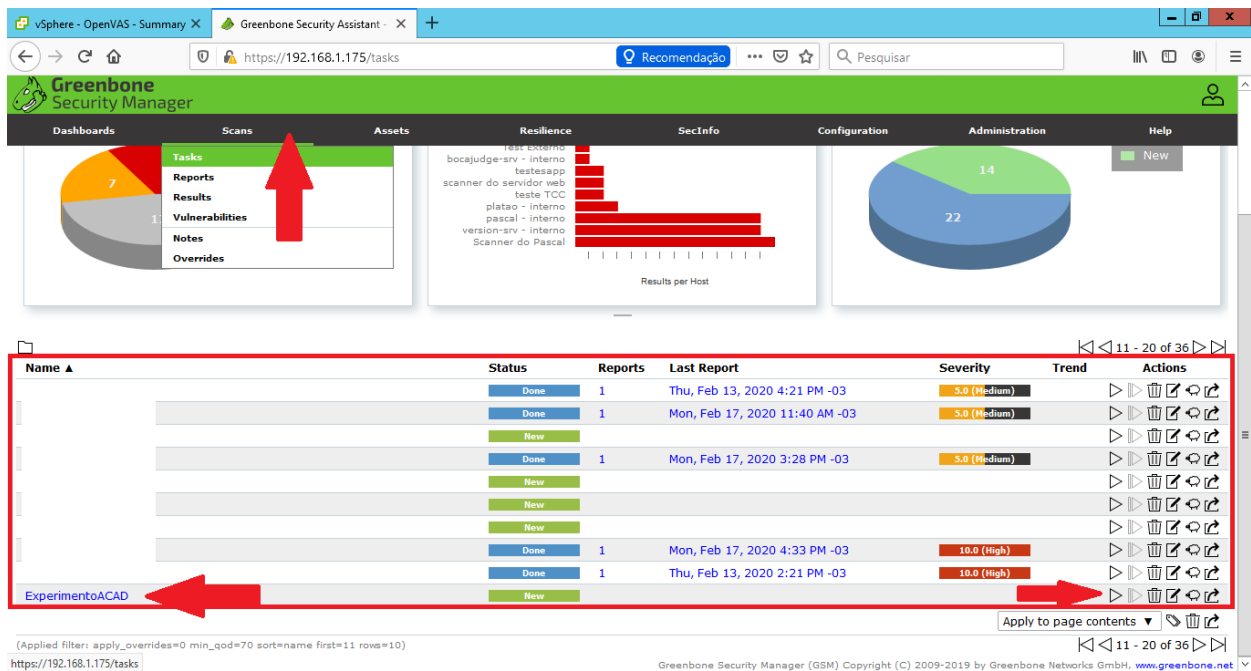 vSphere - OpenVAS - Summary
Greenbone Security Assistant -
https://192.168.1.175/tasks
Recomendação
Pesquisar
Greenbone
Security Manager
Dashboards Scans Assets Resilience SecInfo Configuration Administration Help
Tasks
Reports
Results
Vulnerabilities
Notes
Overrides
7
Test Externo
bocajudge-srv - interno
testesapp
scanner do servidor web
teste TCC
platao - interno
pascal - interno
version-srv - interno
Scanner do Pascal
Results per Host
14
22
New
11 - 20 of 36
Name ▲ Status Reports Last Report Severity Trend Actions
Done 1 Thu, Feb 13, 2020 4:21 PM -03 5.0 (Medium)
Done 1 Mon, Feb 17, 2020 11:40 AM -03 5.0 (Medium)
New
Done 1 Mon, Feb 17, 2020 3:28 PM -03 5.0 (Medium)
New
New
New
Done 1 Mon, Feb 17, 2020 4:33 PM -03 10.0 (High)
Done 1 Thu, Feb 13, 2020 2:21 PM -03 10.0 (High)
ExperimentoACAD New
Apply to page contents ▼
(Applied filter: apply_overrides=0 min_qod=70 sort=name first=11 rows=10)
11 - 20 of 36
https://192.168.1.175/tasks
Greenbone Security Manager (GSM) Copyright (C) 2009-2019 by Greenbone Networks GmbH, www.greenbone.net